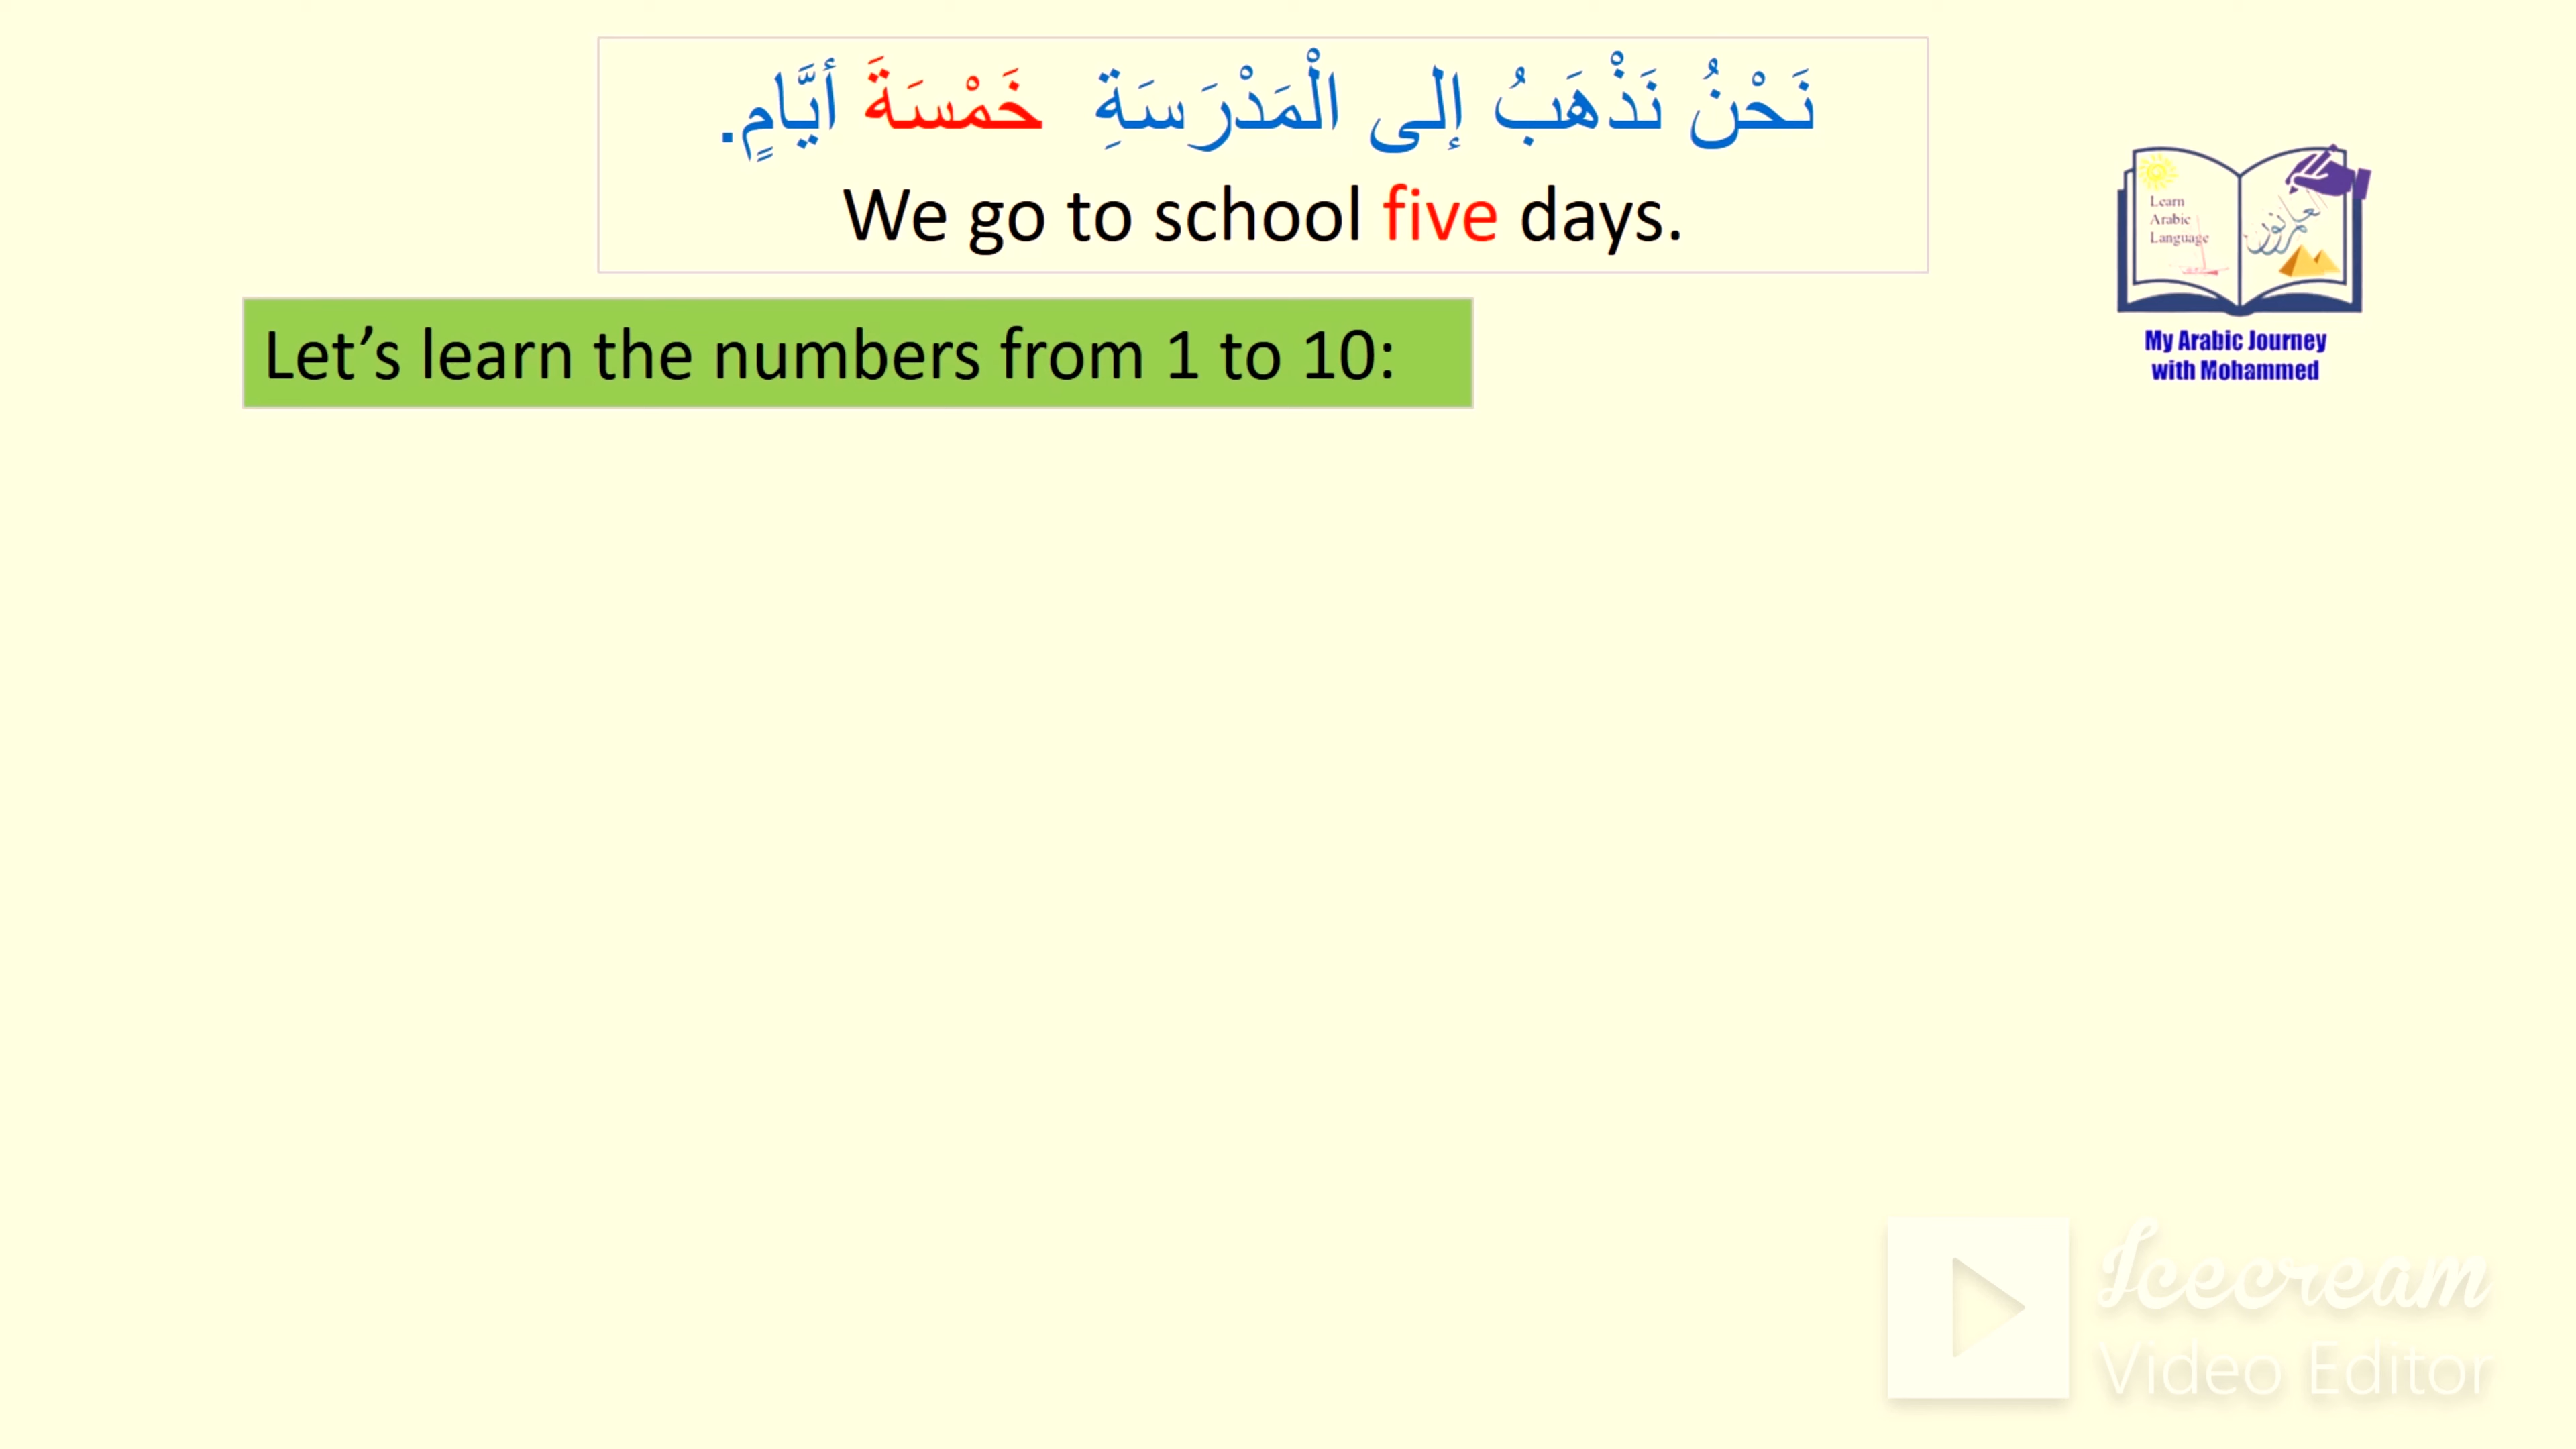 نَحْنُ نَذْهَبُ إلى الْمَدْرَسَةِ خَمْسَةَ أيَّامٍ.
We go to school five days.
Let’s learn the numbers from 1 to 10:
Learn
Arabic
Language
My Arabic Journey
with Mohammed
Icecream
Video Editor